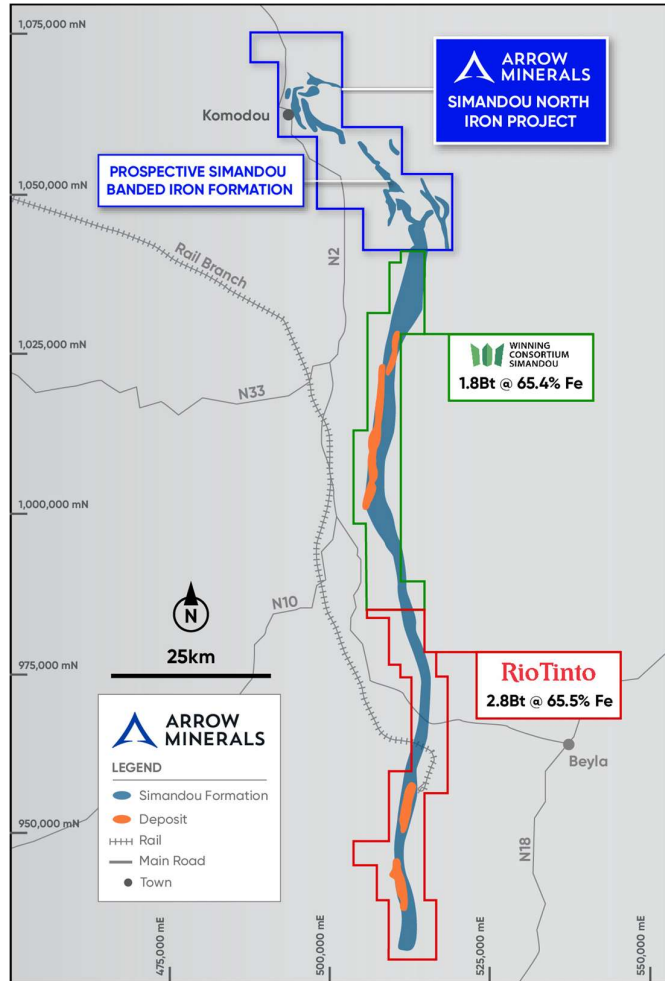 1,075,000 mN
ARROW
MINERALS
SIMANDOU NORTH
IRON PROJECT
Komodou
PROSPECTIVE SIMANDOU
BANDED IRON FORMATION
1,050,000 mN
Rail Branch
N2
1,025,000 mN
WINNING
CONSORTIUM
SIMANDOU
1.8Bt @ 65.4% Fe
N33
1,000,000 mN
N10
N
25km
975,000 mN
RioTinto
2.8Bt @ 65.5% Fe
ARROW
MINERALS
LEGEND
Simandou Formation
Deposit
Rail
Main Road
Town
Beyla
950,000 mN
N18
475,000 mE
500,000 mE
525,000 mE
550,000 mE